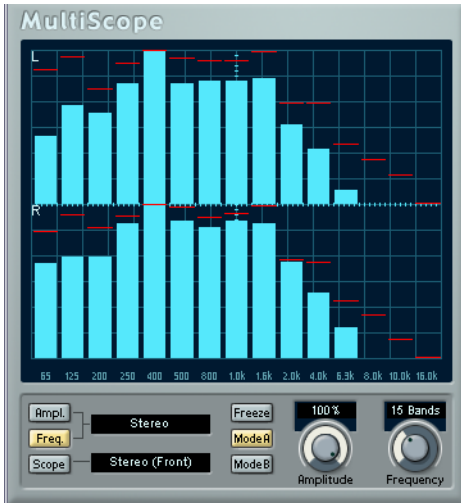 MultiScope
L
R
65 125 200 250 400 500 800 1.0k 1.6k 2.0k 4.0k 6.3k 8.0k 10.0k 16.0k
Ampl. Freeze 100% 15 Bands
Stereo
Freq. Mode A
Scope Stereo (Front) Mode B
Amplitude Frequency